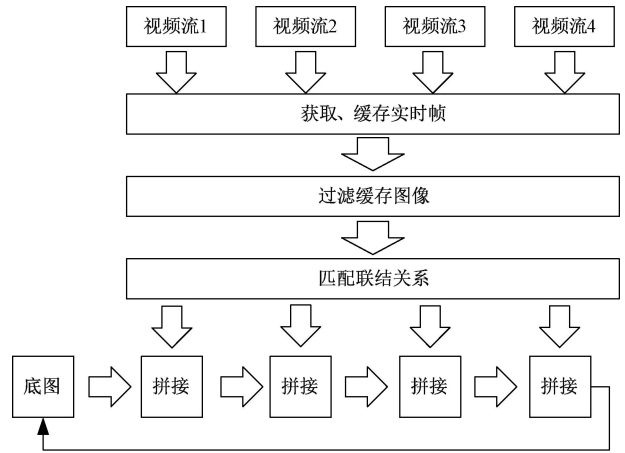 视频流1 视频流2 视频流3 视频流4
获取、缓存实时帧
过滤缓存图像
匹配联结关系
底图 拼接 拼接 拼接 拼接